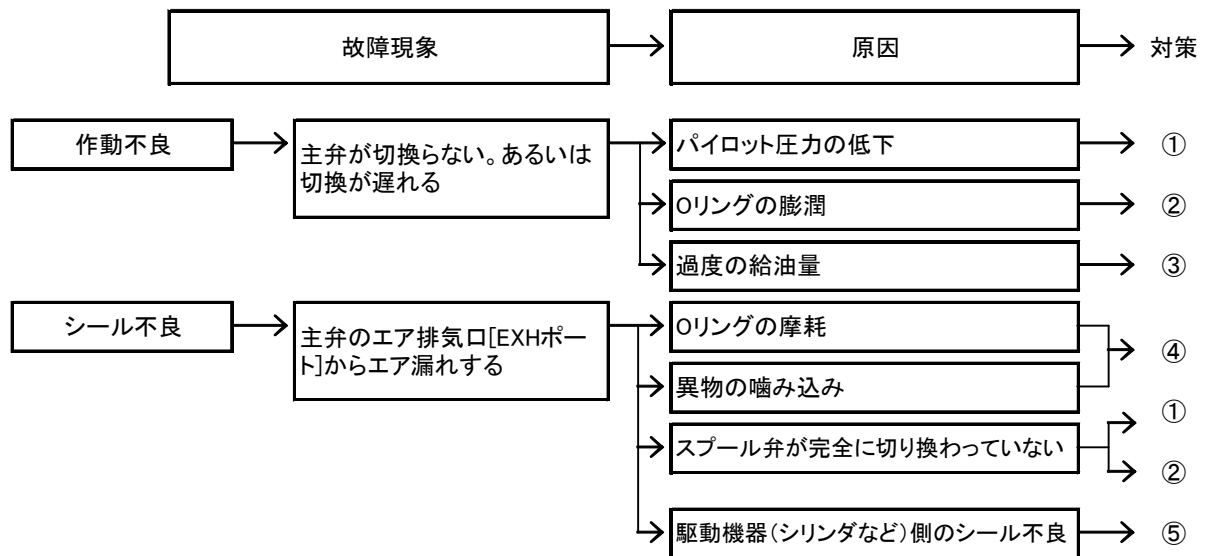 故障現象
原因
対策
作動不良
主弁が切換らない。あるいは
切換が遅れる
パイロット圧力の低下
①
Oリングの膨潤
②
過度の給油量
③
シール不良
主弁のエア排気口[EXHポー
ト]からエア漏れする
Oリングの摩耗
異物の噛み込み
④
スプール弁が完全に切り換わっていない
①
②
駆動機器(シリンダなど)側のシール不良
⑤